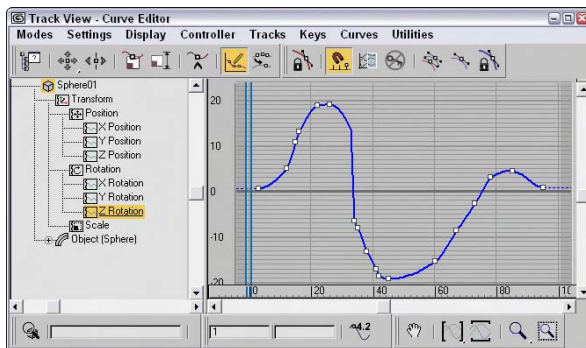 Track View - Curve Editor
Modes Settings Display Controller Tracks Keys Curves Utilities
Sphere01
Transform
Position
X Position
Y Position
Z Position
Rotation
X Rotation
Y Rotation
Z Rotation
Scale
Object (Sphere)
20
10
0
-10
-20
0 20 40 60 80 10
1
4.2